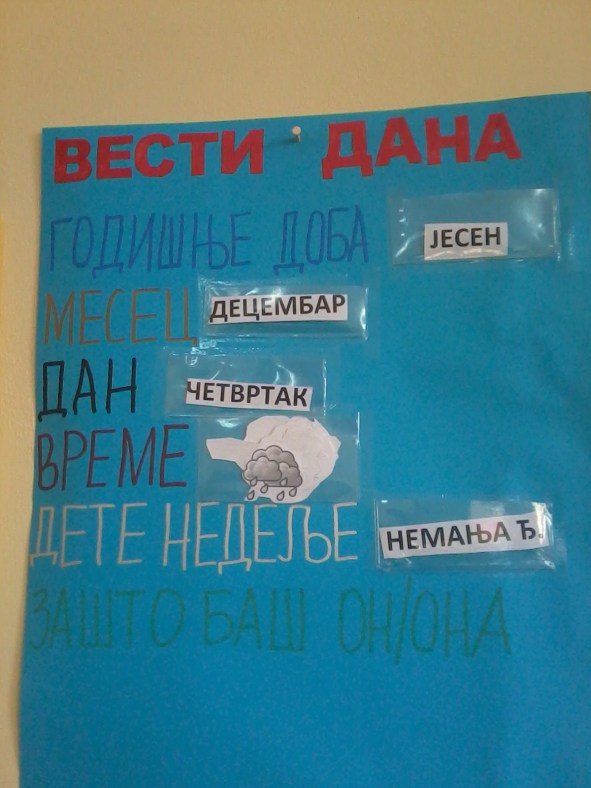 ВЕСТИ ДАНА
ГОДИШЊЕ ДОБА ЈЕСЕН
МЕСЕЦ ДЕЦЕМБАР
ДАН ЧЕТВРТАК
ВРЕМЕ
ДЕТЕ НЕДЕЉЕ НЕМАЊА Ђ.
ЗАШТО БАШ ОН/ОНА